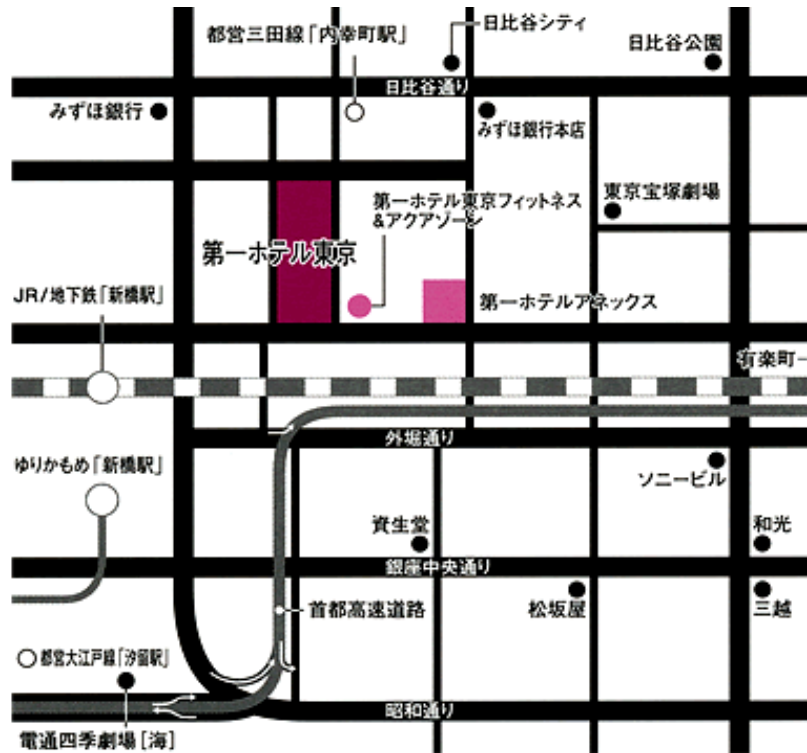 都営三田線「内幸町駅」
日比谷シティ
日比谷公園
日比谷通り
みずほ銀行
みずほ銀行本店
東京宝塚劇場
第一ホテル東京フィットネス
&アクアゾーン
第一ホテル東京
JR/地下鉄「新橋駅」
第一ホテルアネックス
有楽町→
外堀通り
ゆりかもめ「新橋駅」
ソニービル
資生堂
和光
銀座中央通り
首都高速道路
松坂屋
三越
都営大江戸線「汐留駅」
昭和通り
電通四季劇場[海]